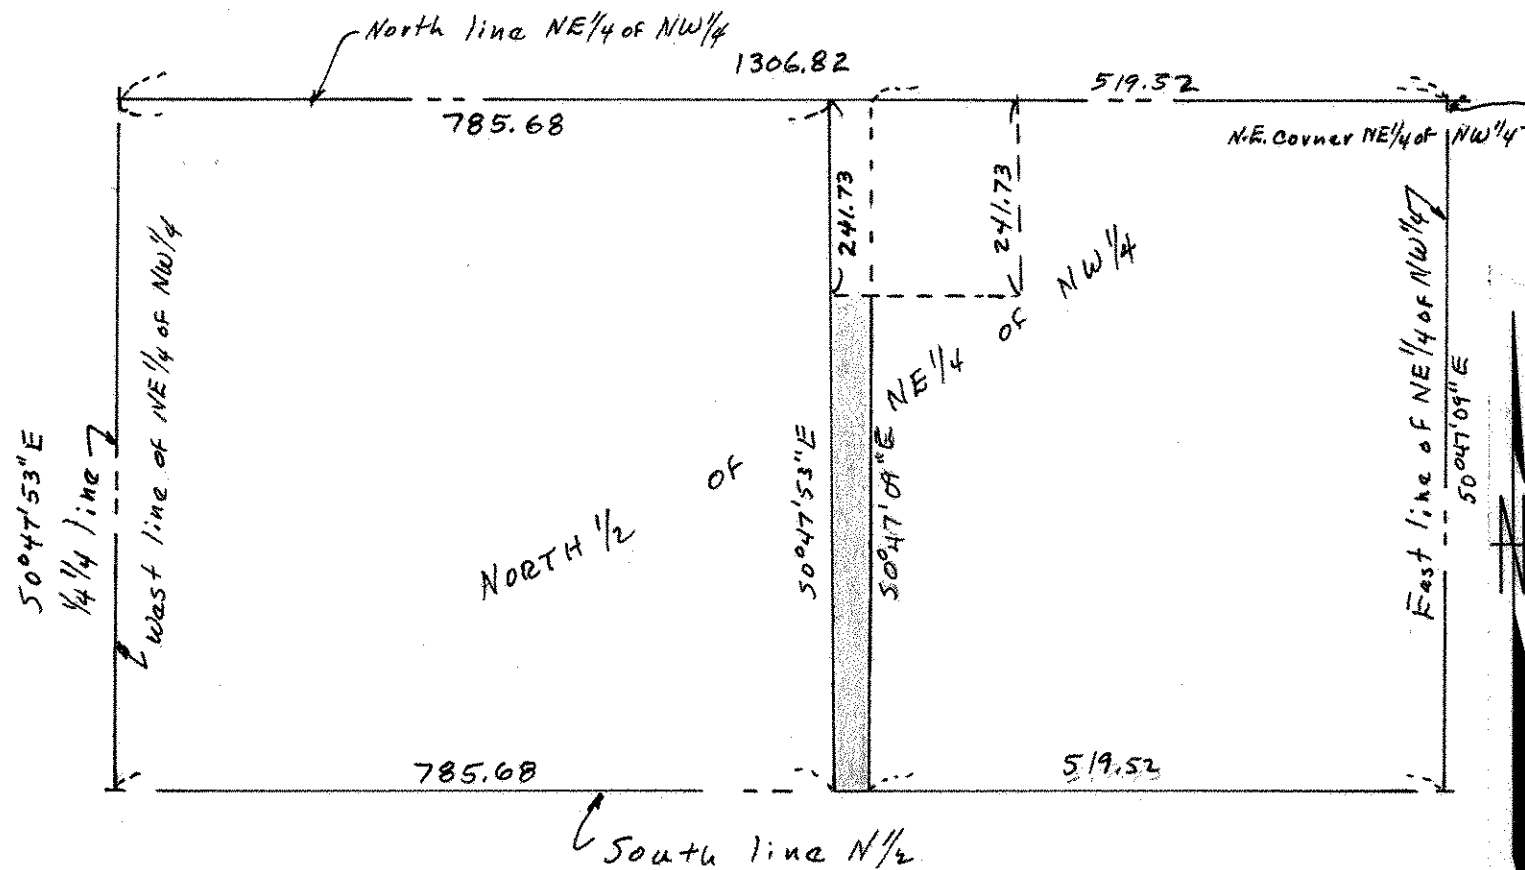 North line NE1/4 of NW1/4
1306.82
519.52
785.68
N.E. Corner NE1/4 of NW1/4
241.73
241.73
West line of NE1/4 of NW1/4
East line of NE1/4 of NW1/4
S0°47'53"E
1/4 1/4 line
S0°47'53"E
S0°47'09"E
S0°47'09"E
NORTH 1/2 of NE1/4 of NW1/4
N
785.68
519.52
South line N1/2